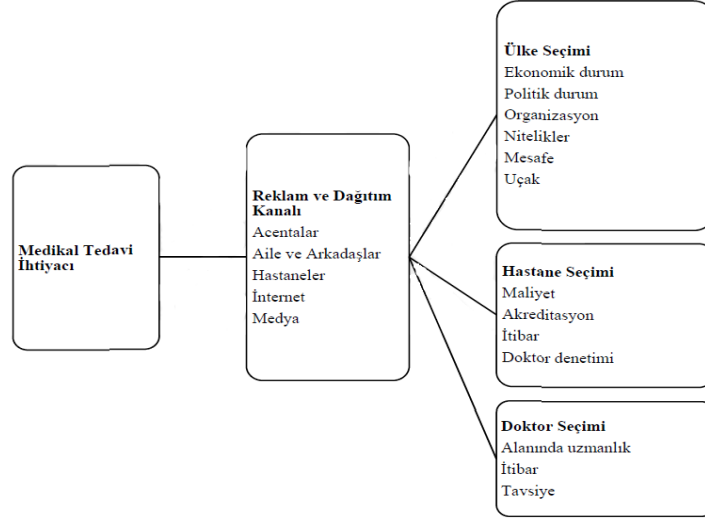 Medikal Tedavi
İhtiyacı
Reklam ve Dağıtım
Kanalı
Acentalar
Aile ve Arkadaşlar
Hastaneler
İnternet
Medya
Ülke Seçimi
Ekonomik durum
Politik durum
Organizasyon
Nitelikler
Mesafe
Uçak
Hastane Seçimi
Maliyet
Akreditasyon
İtibar
Doktor denetimi
Doktor Seçimi
Alanında uzmanlık
İtibar
Tavsiye